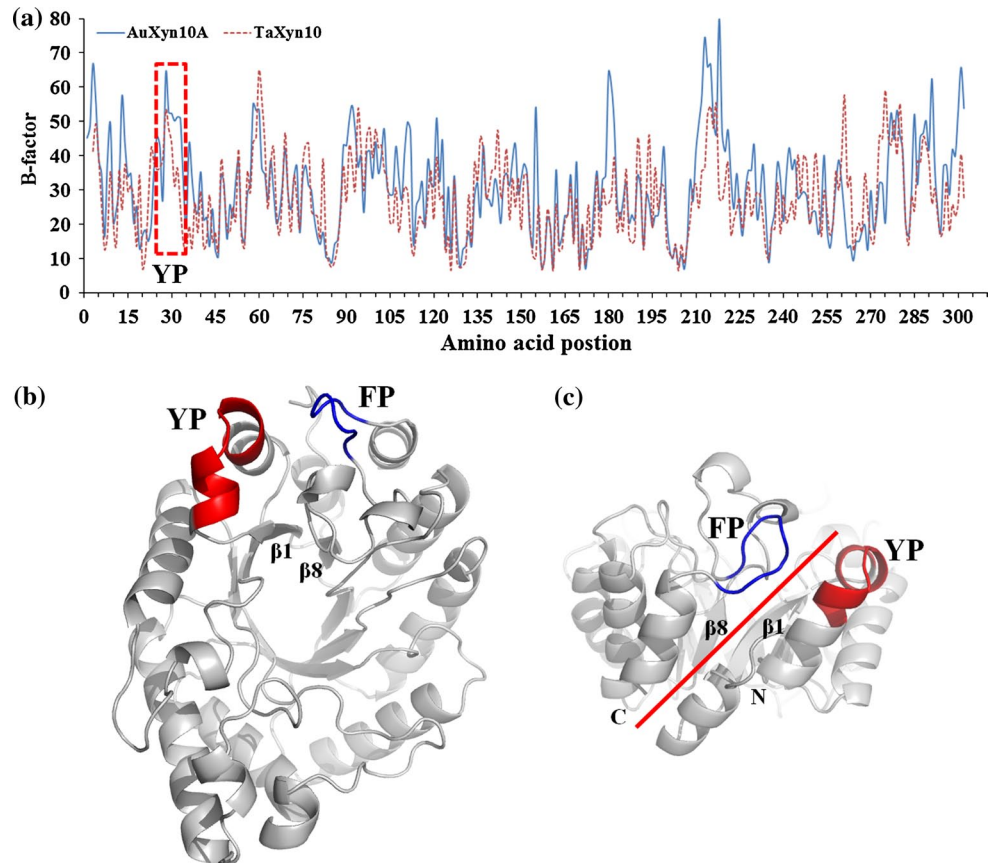 (a)
AuXyn10A TaXyn10
80
70
60
50
40
30
20
10
0
B-factor
YP
0 15 30 45 60 75 90 105 120 135 150 165 180 195 210 225 240 255 270 285 300
Amino acid postion
(b)
YP
FP
β1
β8
(c)
FP
YP
β8
β1
N
C